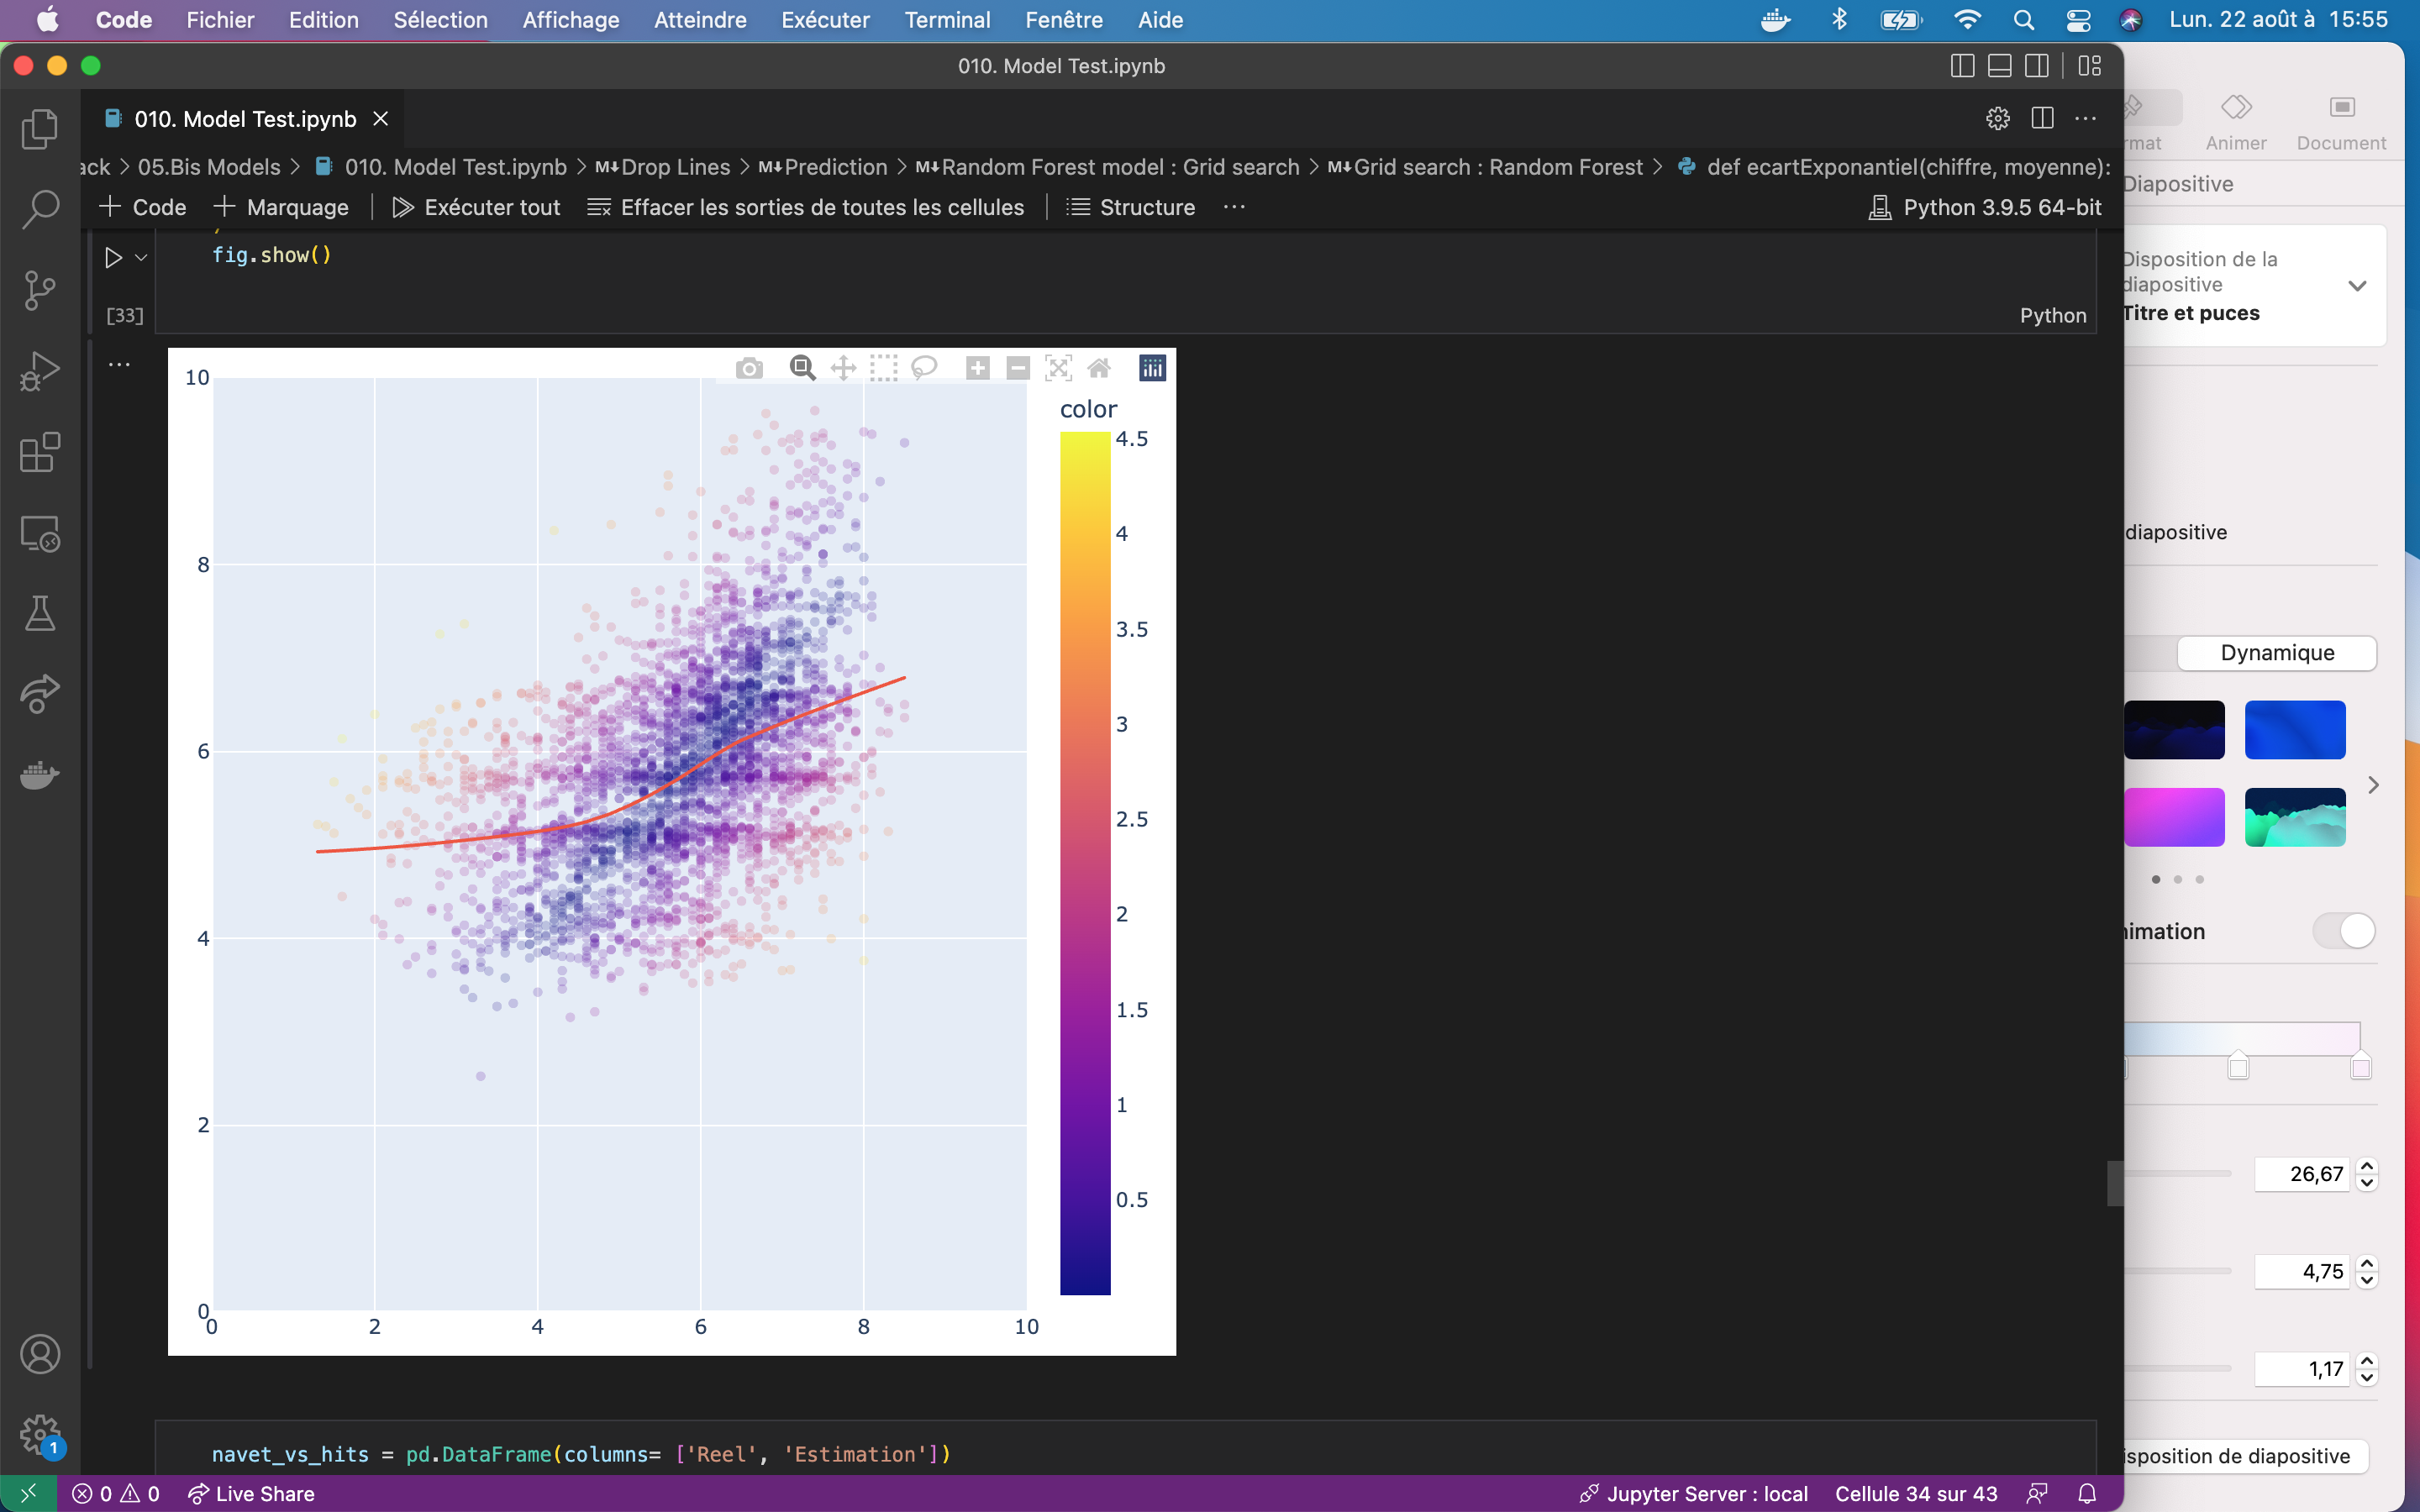 Code Fichier Edition Sélection Affichage Atteindre Exécuter Terminal Fenêtre Aide Lun. 22 août à 15:55
010. Model Test.ipynb
010. Model Test.ipynb
ack > 05.Bis Models > 010. Model Test.ipynb > M↓Drop Lines > M↓Prediction > M↓Random Forest model : Grid search > M↓Grid search : Random Forest > def ecartExponantiel(chiffre, moyenne):
+ Code + Marquage Exécuter tout Effacer les sorties de toutes les cellules Structure ... Python 3.9.5 64-bit
fig.show()
[33]
Python
color
10
8
6
4
2
0
0 2 4 6 8 10
4.5
4
3.5
3
2.5
2
1.5
1
0.5
navet_vs_hits = pd.DataFrame(columns= ['Reel', 'Estimation'])
1
0 0 Live Share
Jupyter Server : local Cellule 34 sur 43
rmat Animer Document
Diapositive
Disposition de la
diapositive
Titre et puces
diapositive
Dynamique
nimation
26,67
4,75
1,17
isposition de diapositive